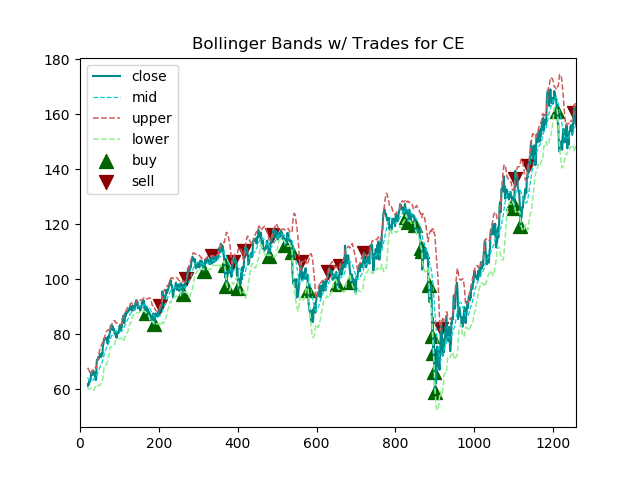 Bollinger Bands w/ Trades for CE
close
mid
upper
lower
buy
sell
180
160
140
120
100
80
60
0 200 400 600 800 1000 1200